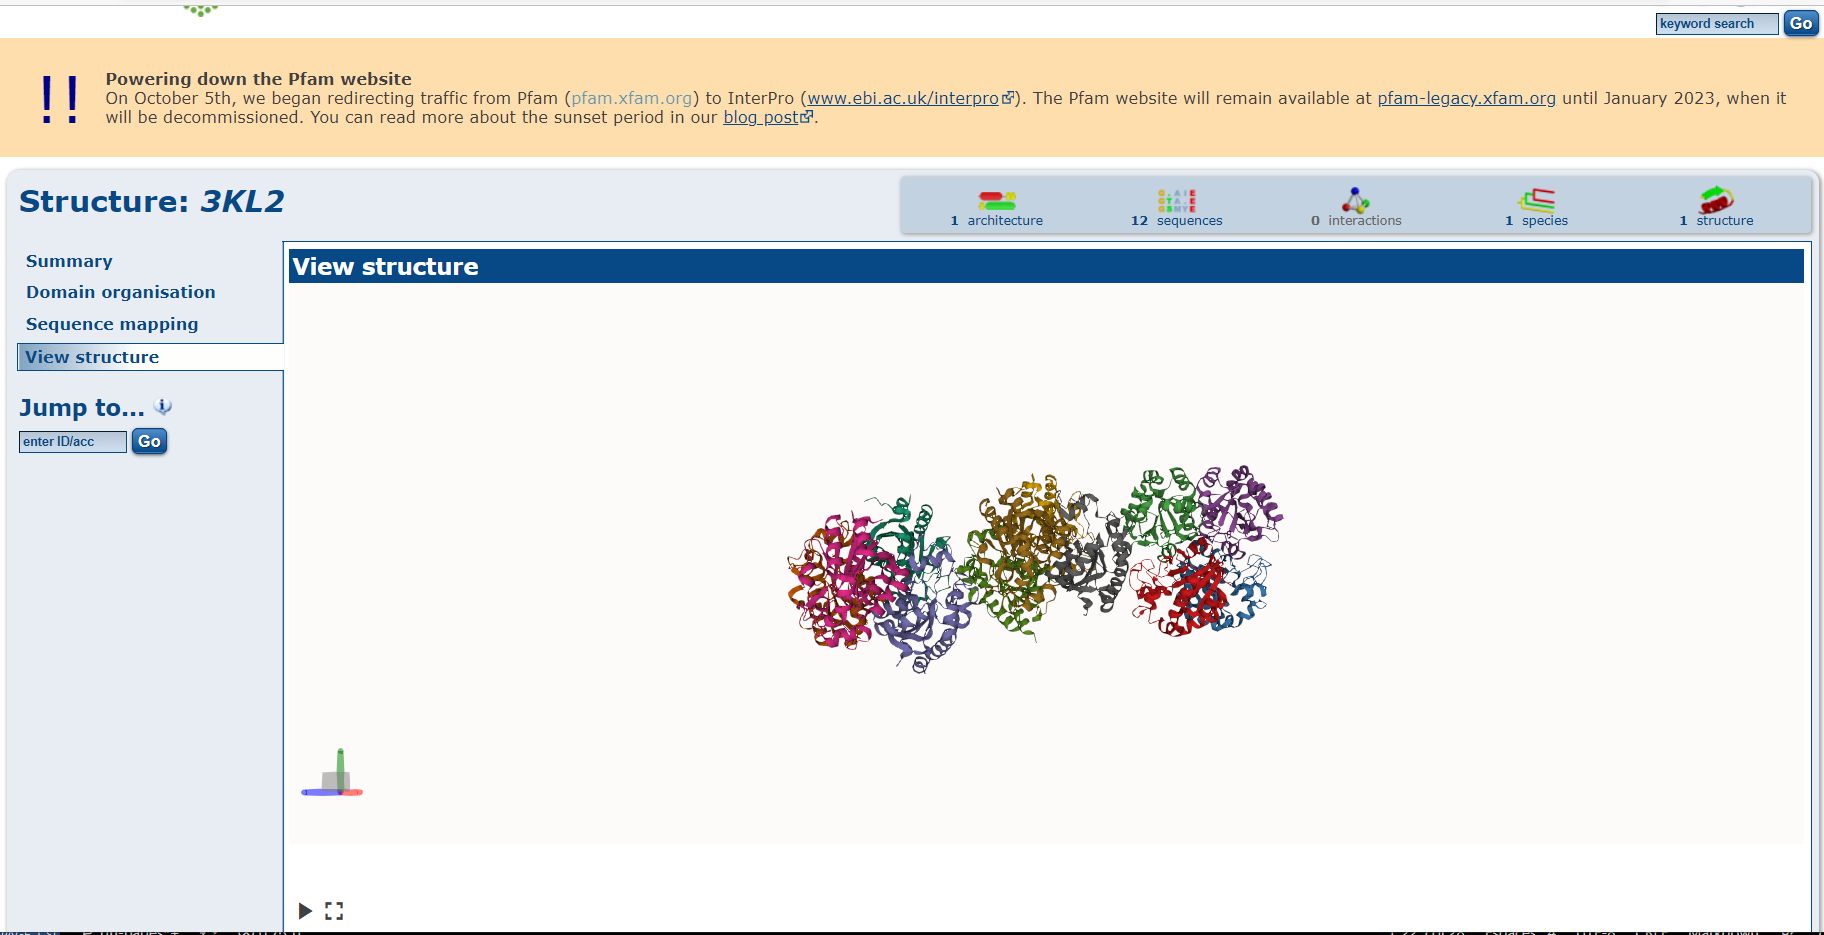 keyword search
Go
!!
Powering down the Pfam website
On October 5th, we began redirecting traffic from Pfam (pfam.xfam.org) to InterPro (www.ebi.ac.uk/interpro). The Pfam website will remain available at pfam-legacy.xfam.org until January 2023, when it
will be decommissioned. You can read more about the sunset period in our blog post.
Structure: 3KL2
1 architecture
12 sequences
0 interactions
1 species
1 structure
Summary
Domain organisation
Sequence mapping
View structure
Jump to...
enter ID/acc
Go
View structure